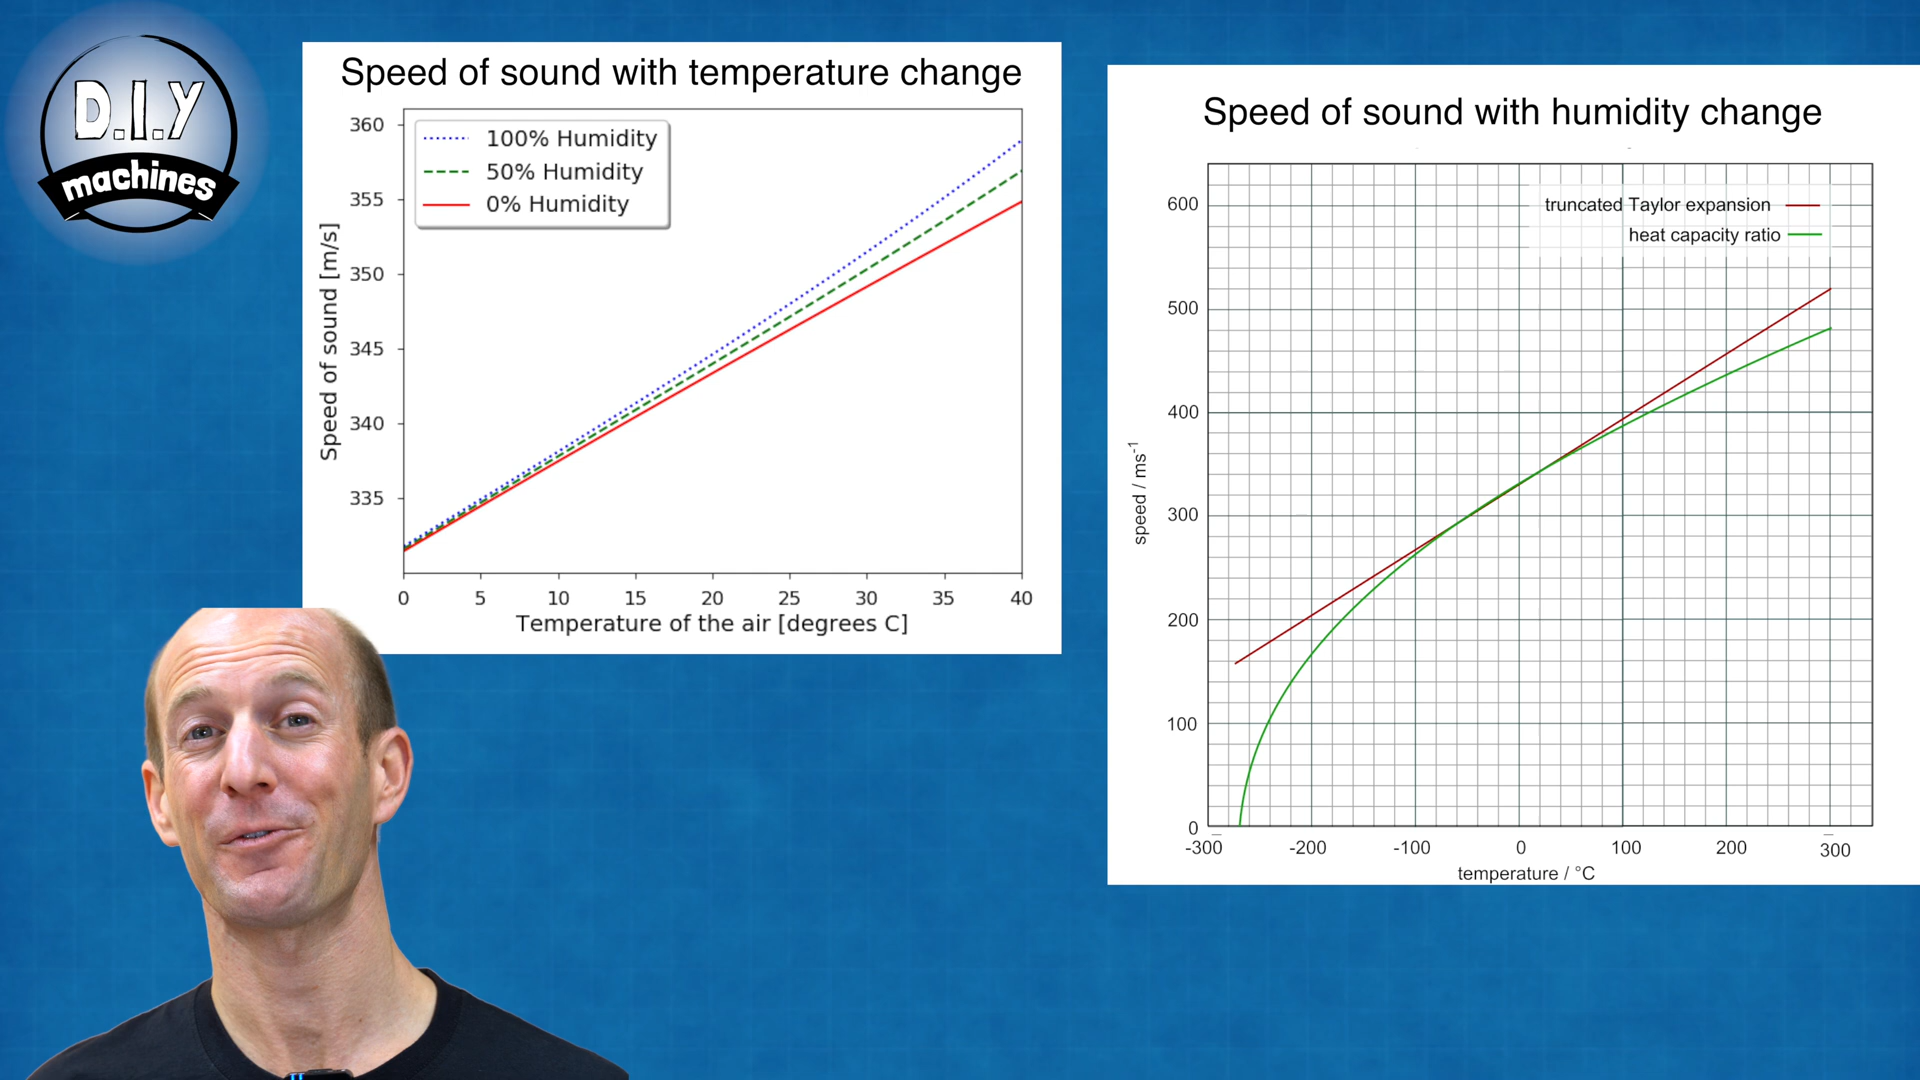 D.I.Y
machines
Speed of sound with temperature change
360
355
350
345
340
335
Speed of sound [m/s]
100% Humidity
50% Humidity
0% Humidity
0 5 10 15 20 25 30 35 40
Temperature of the air [degrees C]
Speed of sound with humidity change
600
500
400
300
200
100
0
speed / ms-1
truncated Taylor expansion
heat capacity ratio
-300 -200 -100 0 100 200 300
temperature / °C